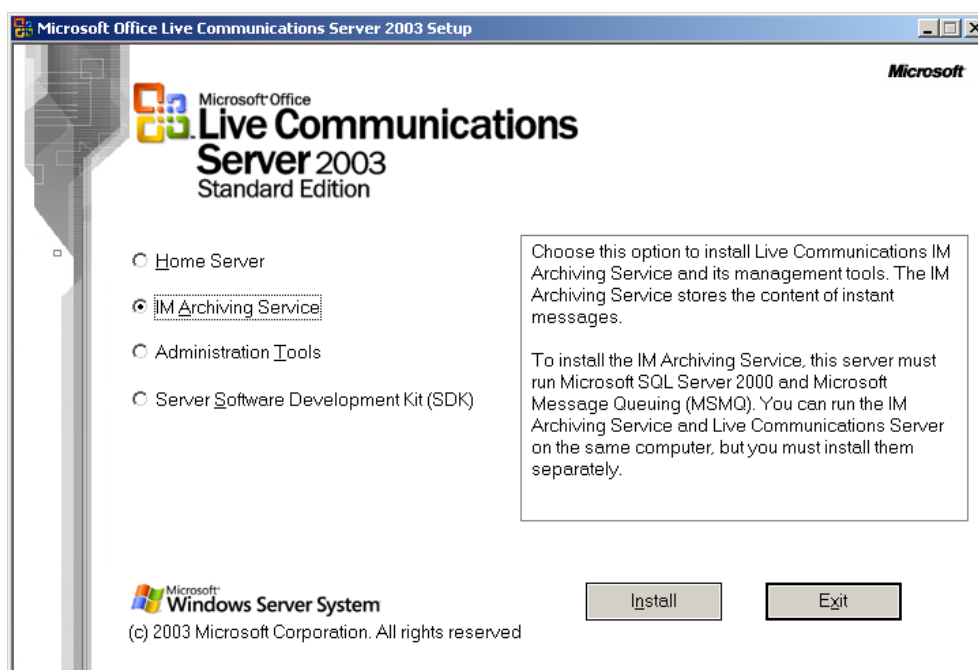 Microsoft Office Live Communications Server 2003 Setup
Microsoft
Microsoft Office
Live Communications
Server 2003
Standard Edition
Home Server
IM Archiving Service
Administration Tools
Server Software Development Kit (SDK)
Choose this option to install Live Communications IM
Archiving Service and its management tools. The IM
Archiving Service stores the content of instant
messages.
To install the IM Archiving Service, this server must
run Microsoft SQL Server 2000 and Microsoft
Message Queuing (MSMQ). You can run the IM
Archiving Service and Live Communications Server
on the same computer, but you must install them
separately.
Microsoft
Windows Server System
(c) 2003 Microsoft Corporation. All rights reserved
Install
Exit